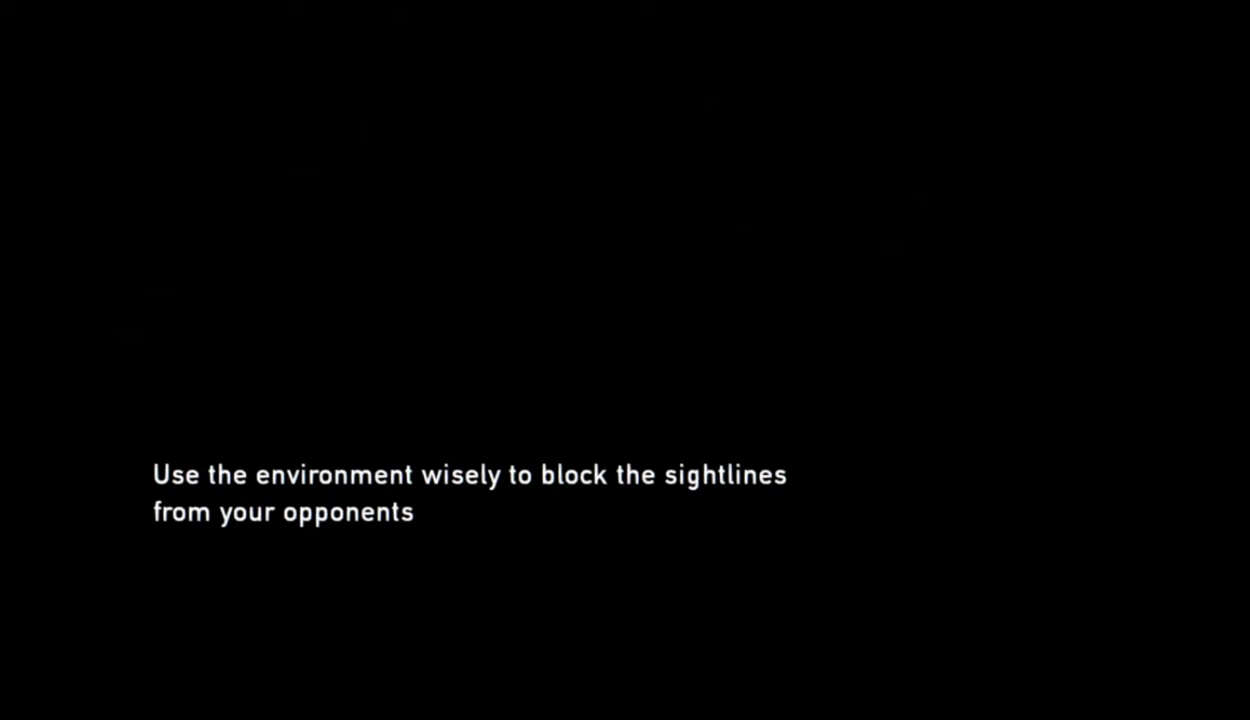 Use the environment wisely to block the sightlines
from your opponents